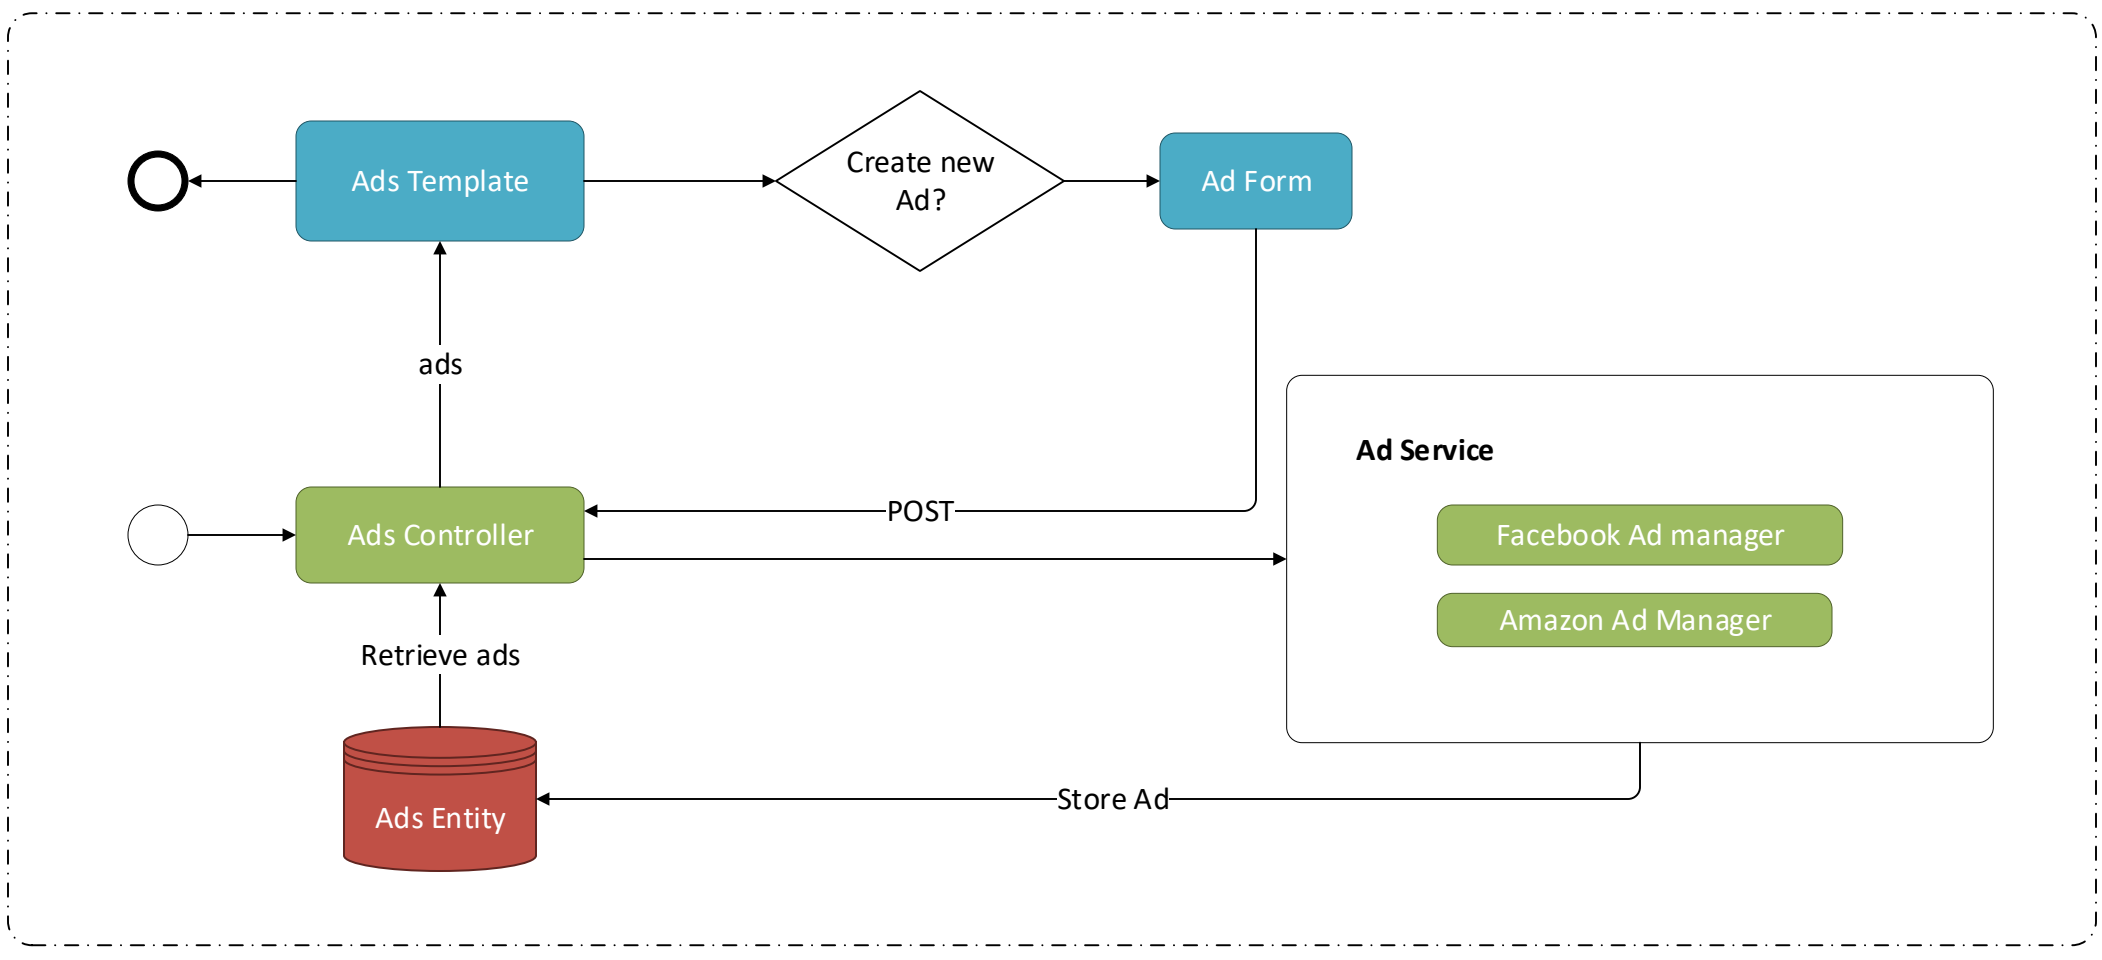 Ads Template
Create new
Ad?
Ad Form
ads
Ad Service
Ads Controller
POST
Facebook Ad manager
Amazon Ad Manager
Retrieve ads
Store Ad
Ads Entity